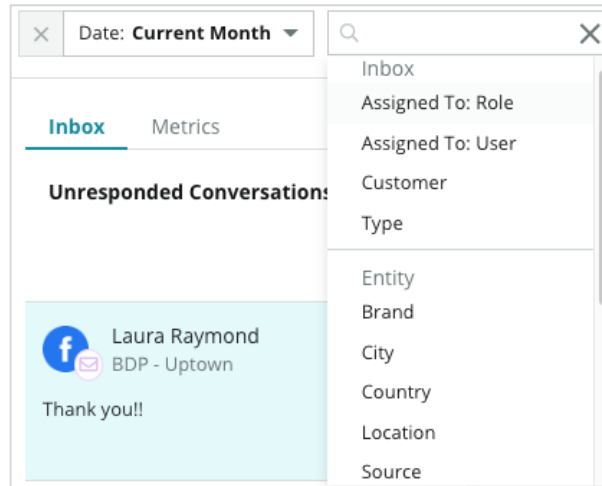 Date: Current Month
Inbox
Assigned To: Role
Assigned To: User
Customer
Type
Entity
Brand
City
Country
Location
Source
Inbox Metrics
Unresponded Conversations
f
Laura Raymond
BDP - Uptown
Thank you!!